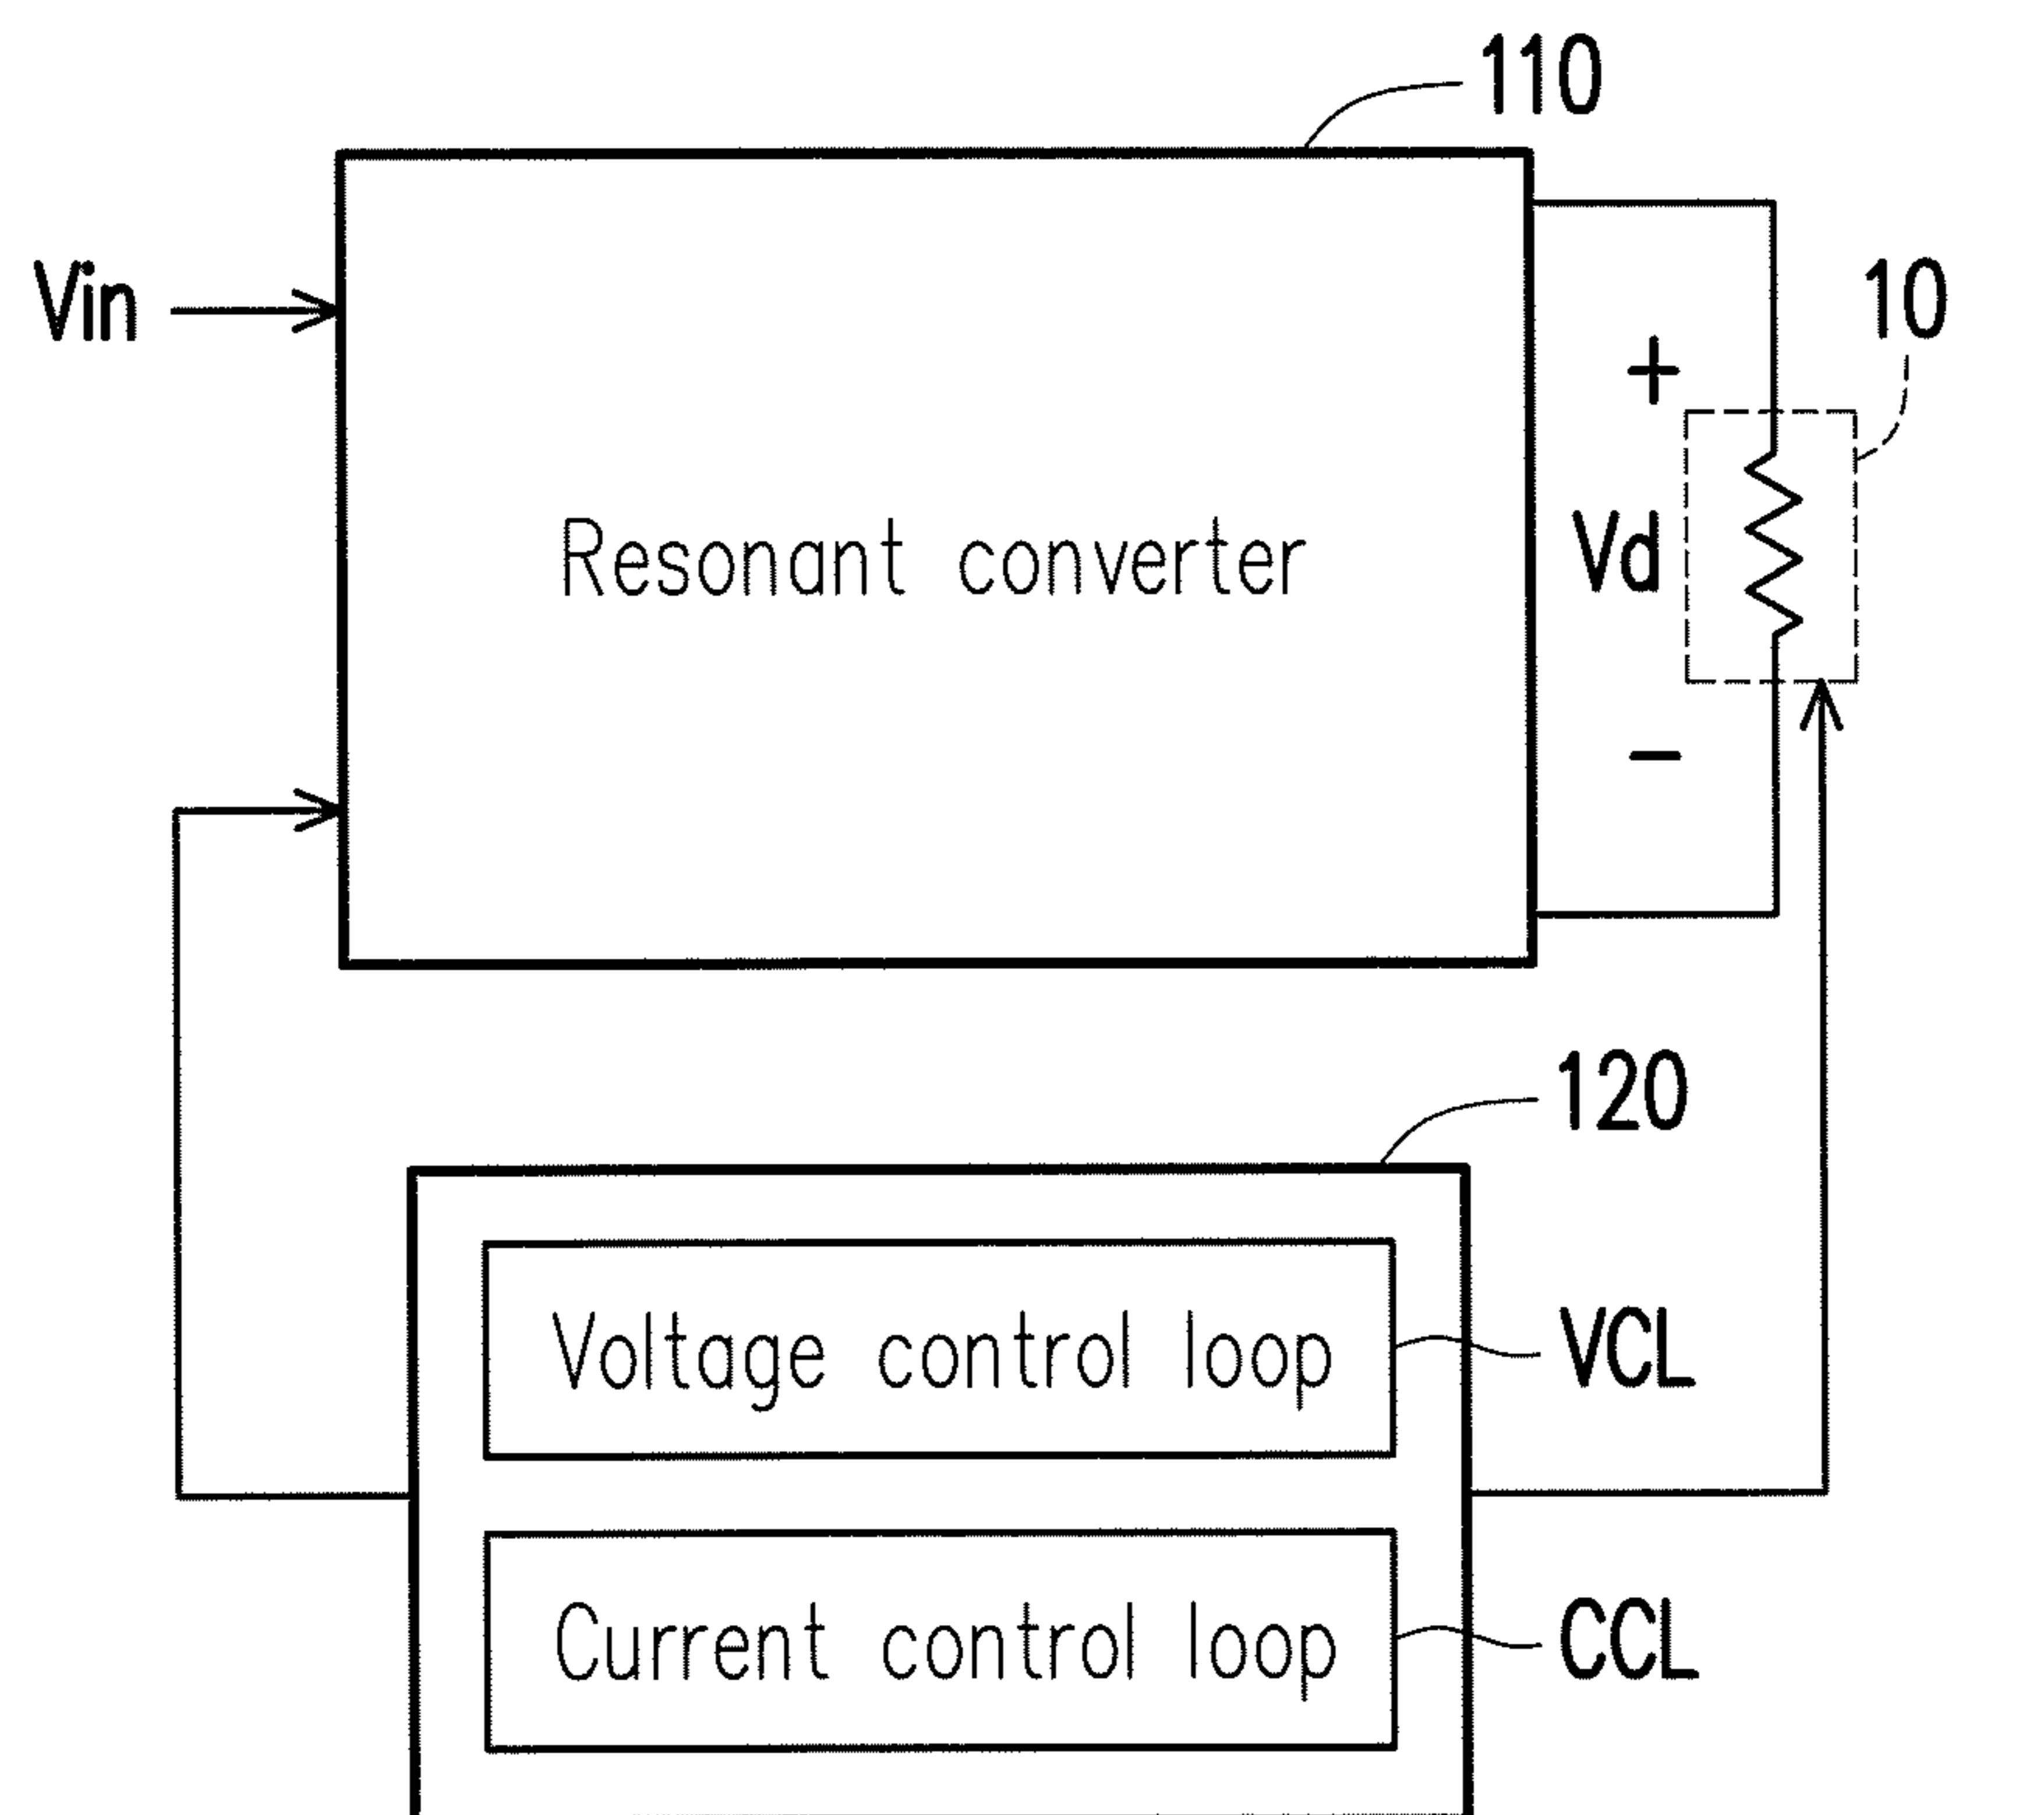 110
Vin
10
+
Resonant converter
Vd
−
120
Voltage control loop
VCL
Current control loop
CCL